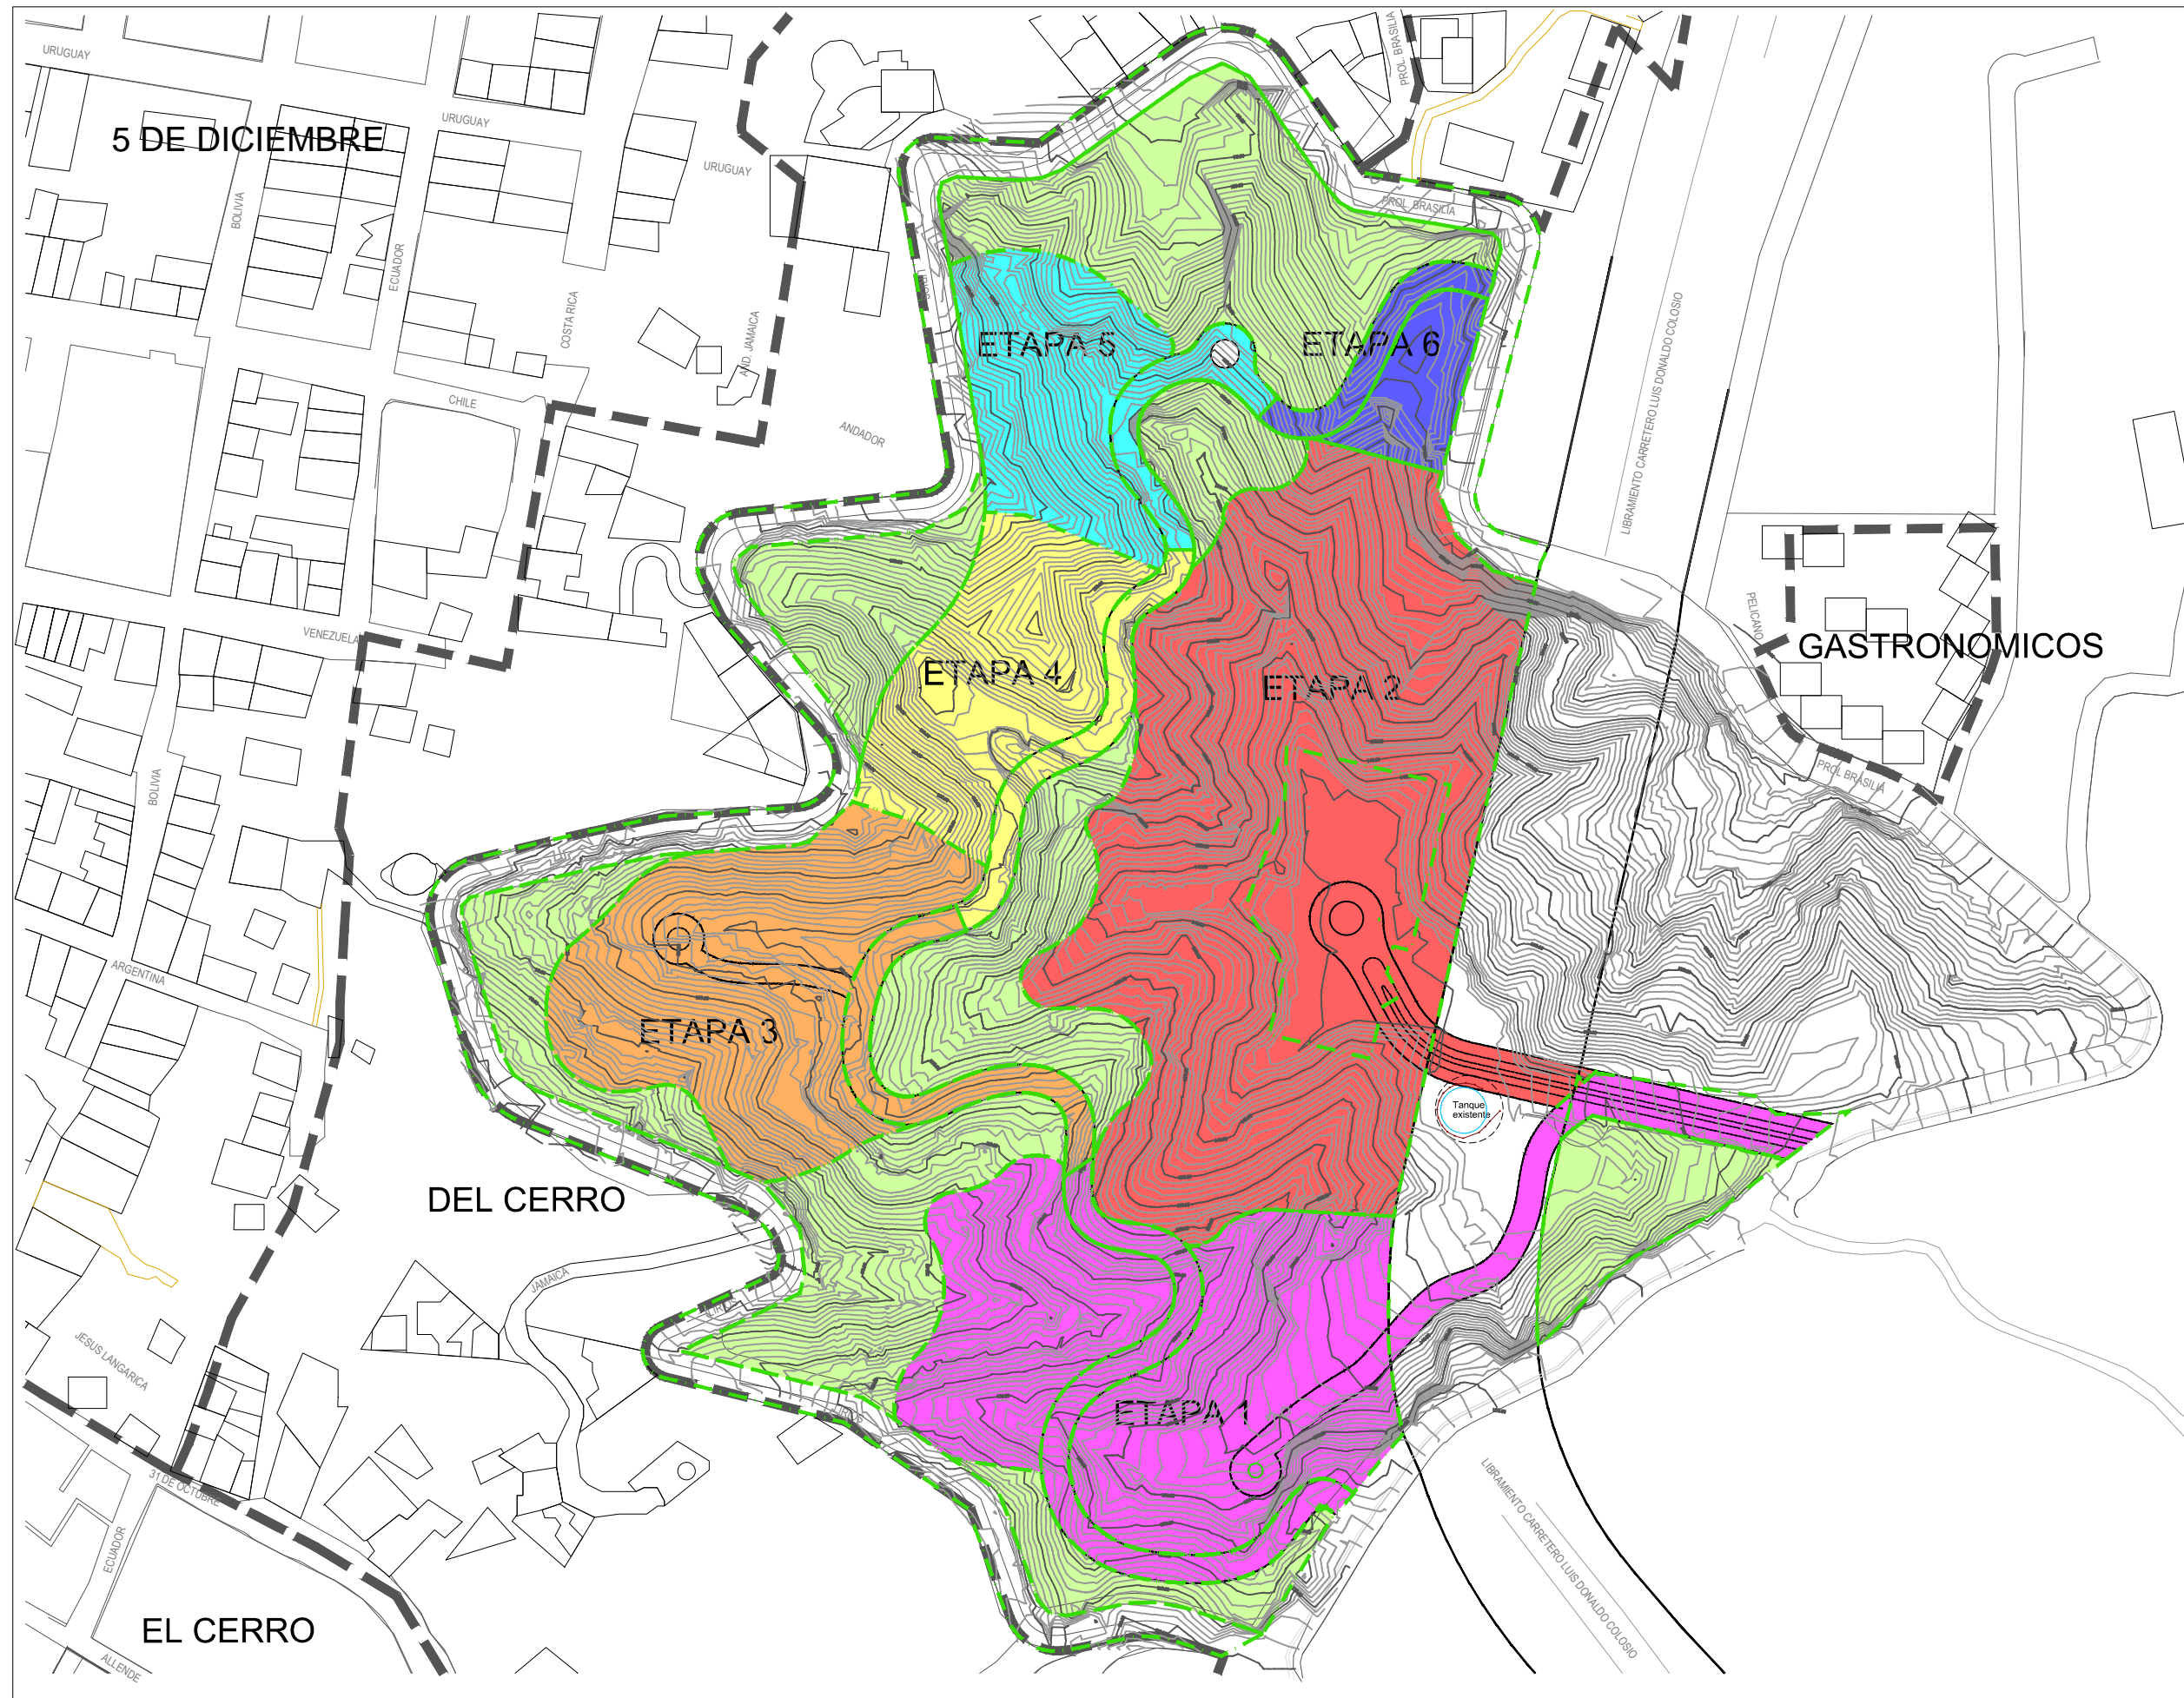 URUGUAY
5 DE DICIEMBRE
URUGUAY
URUGUAY
PROL. BRASILIA
PROL. BRASILIA
BOLIVIA
ECUADOR
COSTA RICA
AND. JAMAICA
CHILE
ANDADOR
ETAPA 5
ETAPA 6
LIBRAMIENTO CARRETERO LUIS DONALDO COLOSIO
VENEZUELA
PELICANO
GASTRONOMICOS
ETAPA 4
ETAPA 2
BOLIVIA
PROL BRASILIA
ARGENTINA
ETAPA 3
Tanque
existente
DEL CERRO
JAMAICA
JESUS LANGARICA
ETAPA 1
31 DE OCTUBRE
ECUADOR
LIBRAMIENTO CARRETERO LUIS DONALDO COLOSIO
EL CERRO
ALLENDE